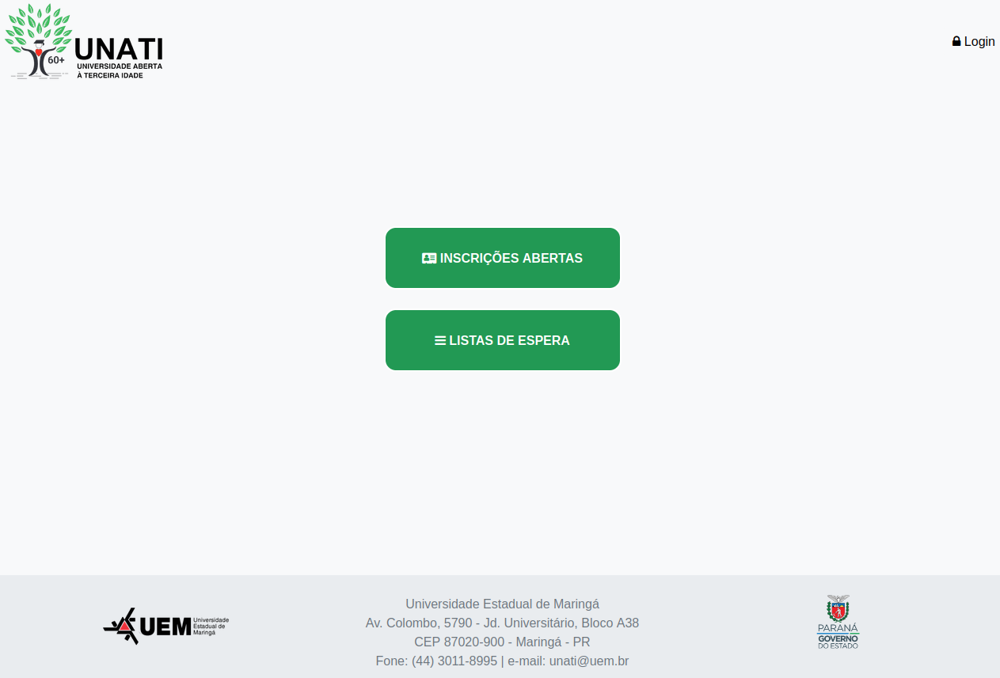 60+
UNATI
UNIVERSIDADE ABERTA
À TERCEIRA IDADE
Login
INSCRIÇÕES ABERTAS
LISTAS DE ESPERA
UEM
Universidade
Estadual de
Maringá
Universidade Estadual de Maringá
Av. Colombo, 5790 - Jd. Universitário, Bloco A38
CEP 87020-900 - Maringá - PR
Fone: (44) 3011-8995 | e-mail: unati@uem.br
PARANÁ
GOVERNO
DO ESTADO